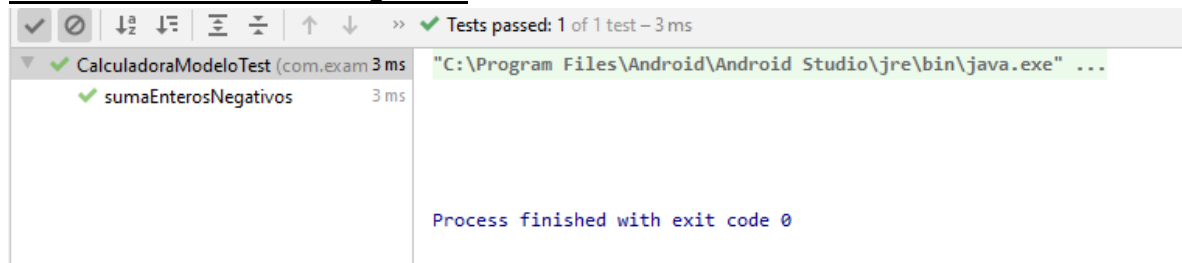 Tests passed: 1 of 1 test – 3 ms
CalculadoraModeloTest (com.exam 3 ms
sumaEnterosNegativos 3 ms
"C:\Program Files\Android\Android Studio\jre\bin\java.exe" ...
Process finished with exit code 0